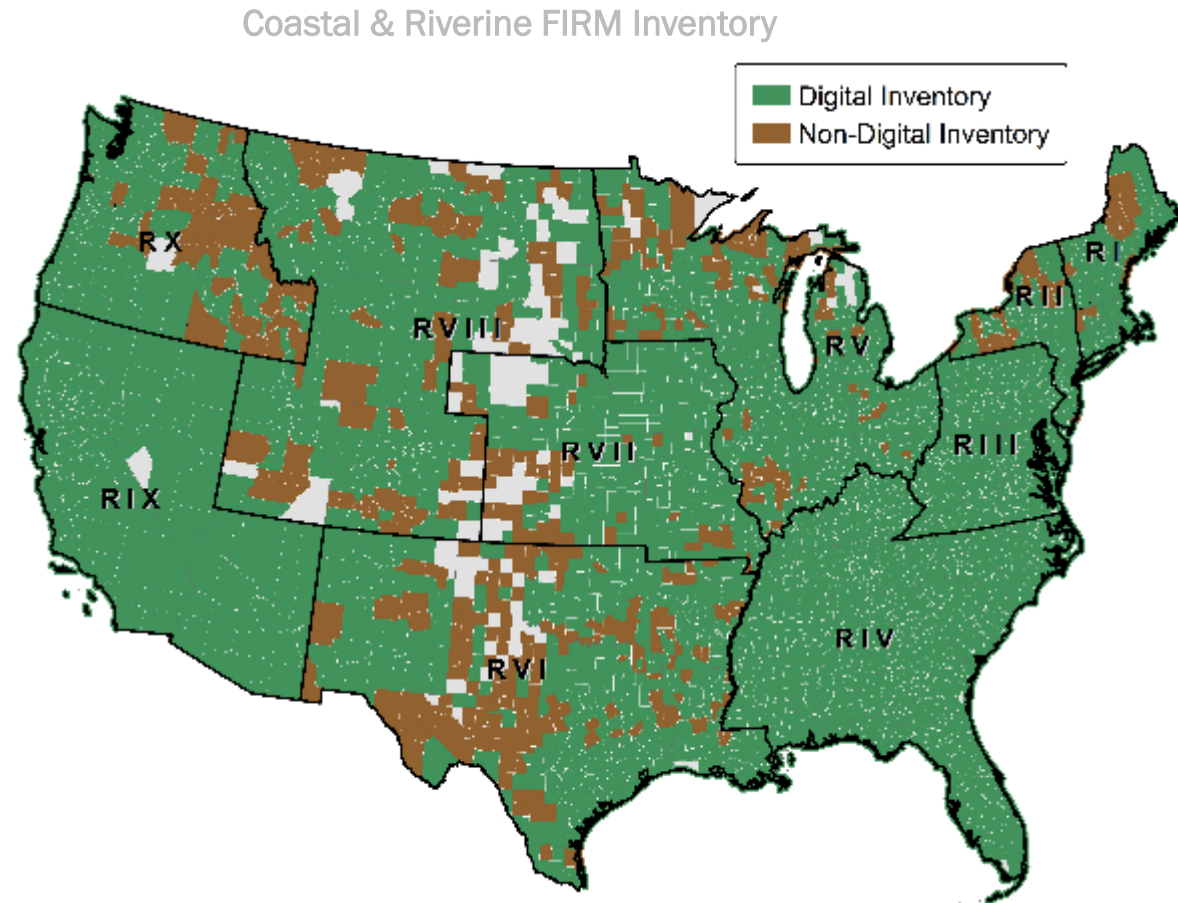 Coastal & Riverine FIRM Inventory
Digital Inventory
Non-Digital Inventory
RX
RI
RII
RVIII
RV
RVII
RIII
RIX
RIV
RVI